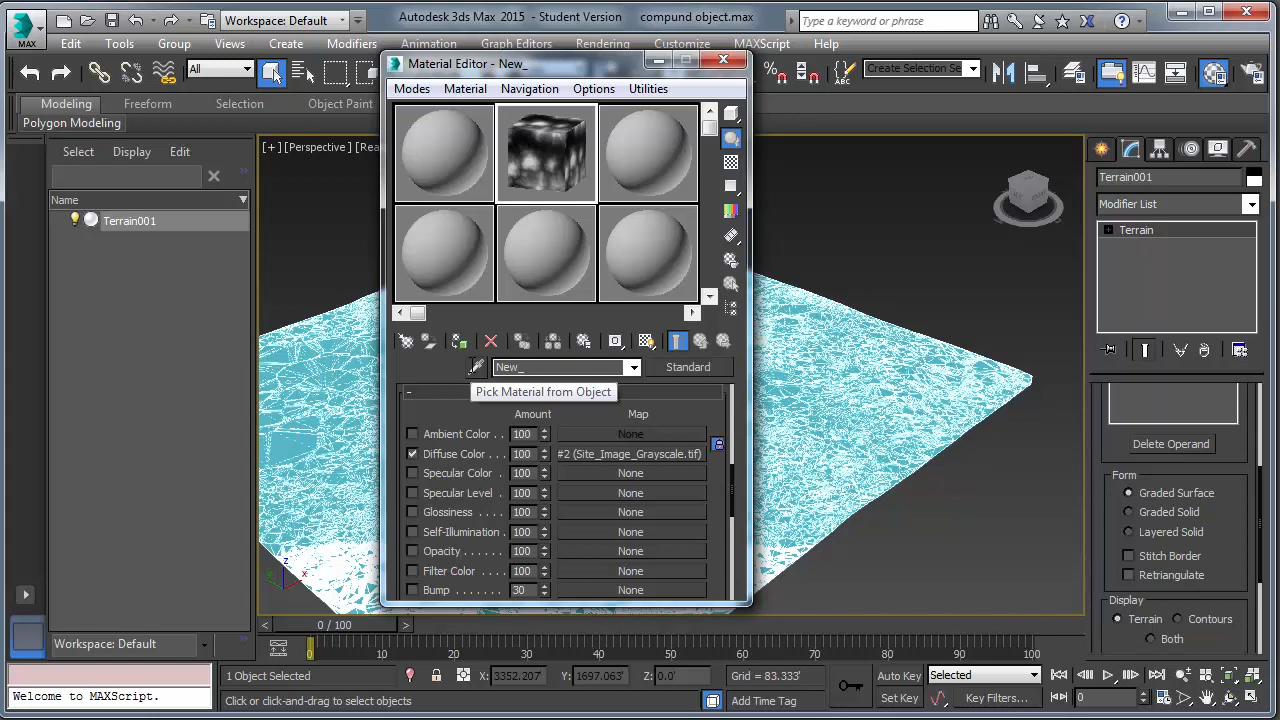 MAX
Workspace: Default
Autodesk 3ds Max 2015 - Student Version compund object.max
Type a keyword or phrase
Edit Tools Group Views Create Modifiers Animation Graph Editors Rendering Customize MAXScript Help
All
Create Selection Se
Modeling Freeform Selection Object Paint
Polygon Modeling
Select Display Edit
Name
Terrain001
[+][Perspective][Rea
Material Editor - New_
Modes Material Navigation Options Utilities
New_
Standard
Pick Material from Object
Amount Map
Ambient Color . . 100 None
Diffuse Color . . . 100 #2 (Site_Image_Grayscale.tif)
Specular Color . . 100 None
Specular Level . . 100 None
Glossiness . . . . 100 None
Self-Illumination . 100 None
Opacity . . . . . . 100 None
Filter Color . . . . 100 None
Bump . . . . . . . 30 None
Terrain001
Modifier List
Terrain
Delete Operand
Form
Graded Surface
Graded Solid
Layered Solid
Stitch Border
Retriangulate
Display
Terrain Contours
Both
z
x
y
0 / 100
Workspace: Default
0 10 20 30 40 50 60 70 80 90 100
Welcome to MAXScript.
1 Object Selected
X: 3352.207' Y: 1697.063' Z: 0.0' Grid = 83.333'
Auto Key Selected
Click or click-and-drag to select objects
Add Time Tag
Set Key Key Filters... 0